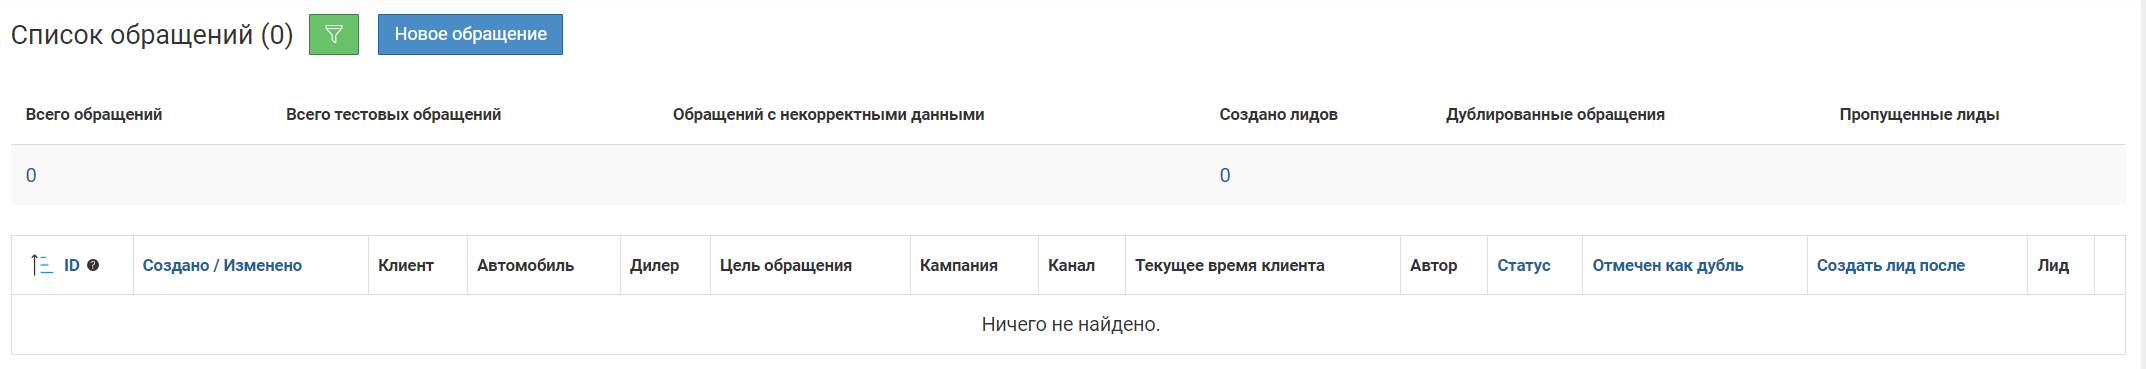 Список обращений (0) Новое обращение
Всего обращений Всего тестовых обращений Обращений с некорректными данными Создано лидов Дублированные обращения Пропущенные лиды
0 0
ID ? Создано / Изменено Клиент Автомобиль Дилер Цель обращения Кампания Канал Текущее время клиента Автор Статус Отмечен как дубль Создать лид после Лид
Ничего не найдено.